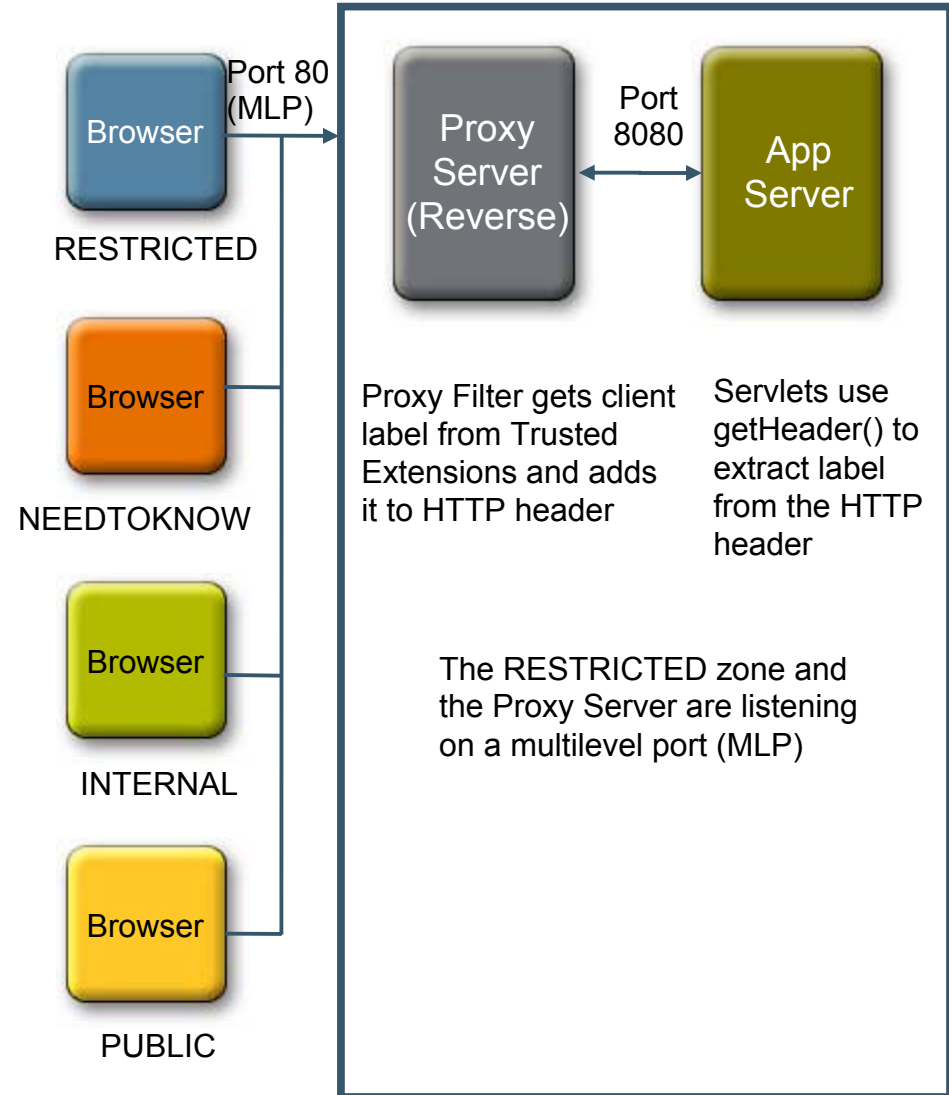 Port 80
(MLP)
Browser
RESTRICTED
Browser
NEEDTOKNOW
Browser
INTERNAL
Browser
PUBLIC
Proxy
Server
(Reverse)
Port
8080
App
Server
Proxy Filter gets client
label from Trusted
Extensions and adds
it to HTTP header
Servlets use
getHeader() to
extract label
from the HTTP
header
The RESTRICTED zone and
the Proxy Server are listening
on a multilevel port (MLP)